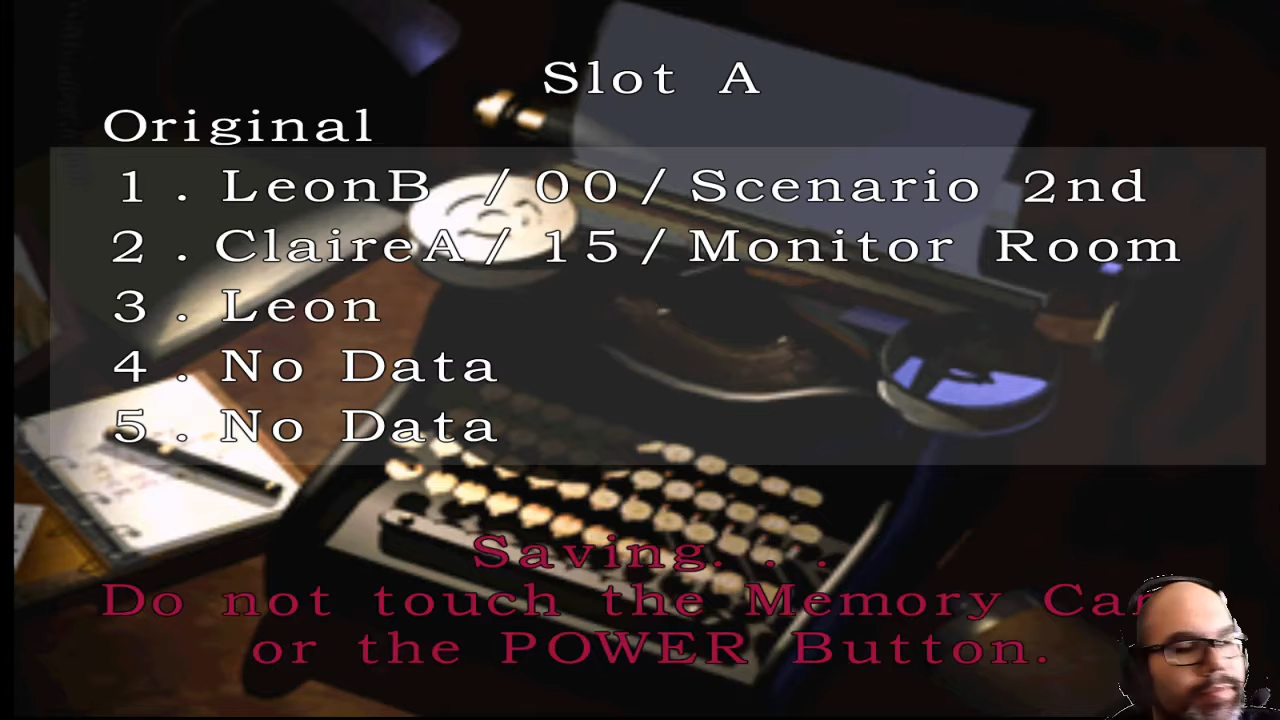 Slot A
Original
1 . LeonB / 00 / Scenario 2nd
2 . ClaireA / 15 / Monitor Room
3 . Leon
4 . No Data
5 . No Data
Saving. . .
Do not touch the Memory Car
or the POWER Button.